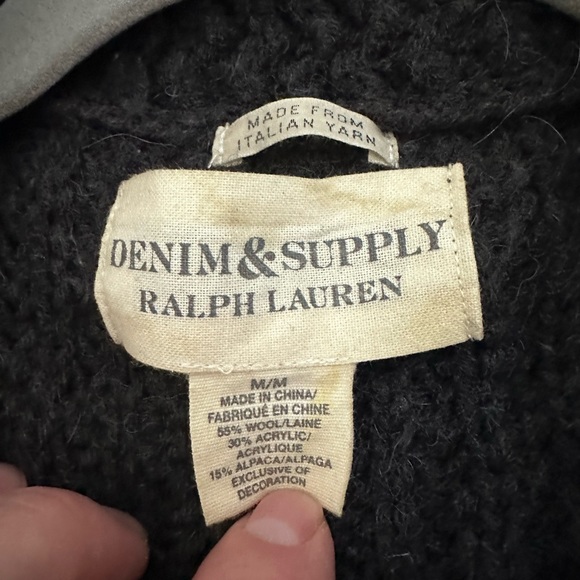 MADE FROM
ITALIAN YARN
DENIM & SUPPLY
RALPH LAUREN
M/M
MADE IN CHINA/
FABRIQUÉ EN CHINE
55% WOOL/LAINE
30% ACRYLIC/
ACRYLIQUE
15% ALPACA/ALPAGA
EXCLUSIVE OF
DECORATION